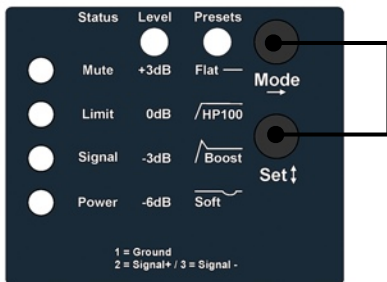 Status Level Presets
Mute +3dB Flat
Mode
Limit 0dB HP100
Signal -3dB Boost
Set
Power -6dB Soft
1 = Ground
2 = Signal+ / 3 = Signal -